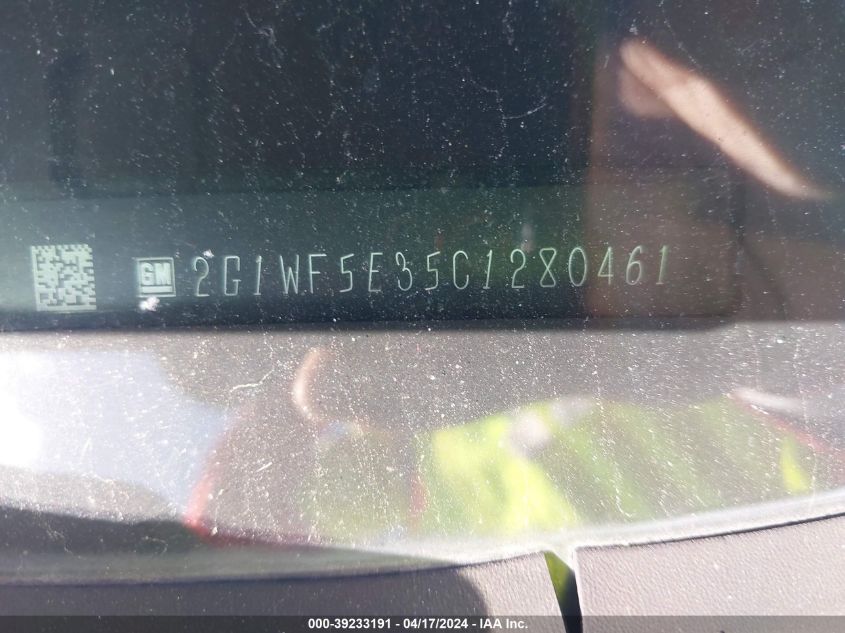 GM 2G1WF5E35C1280461
000-39233191 - 04/17/2024 - IAA Inc.